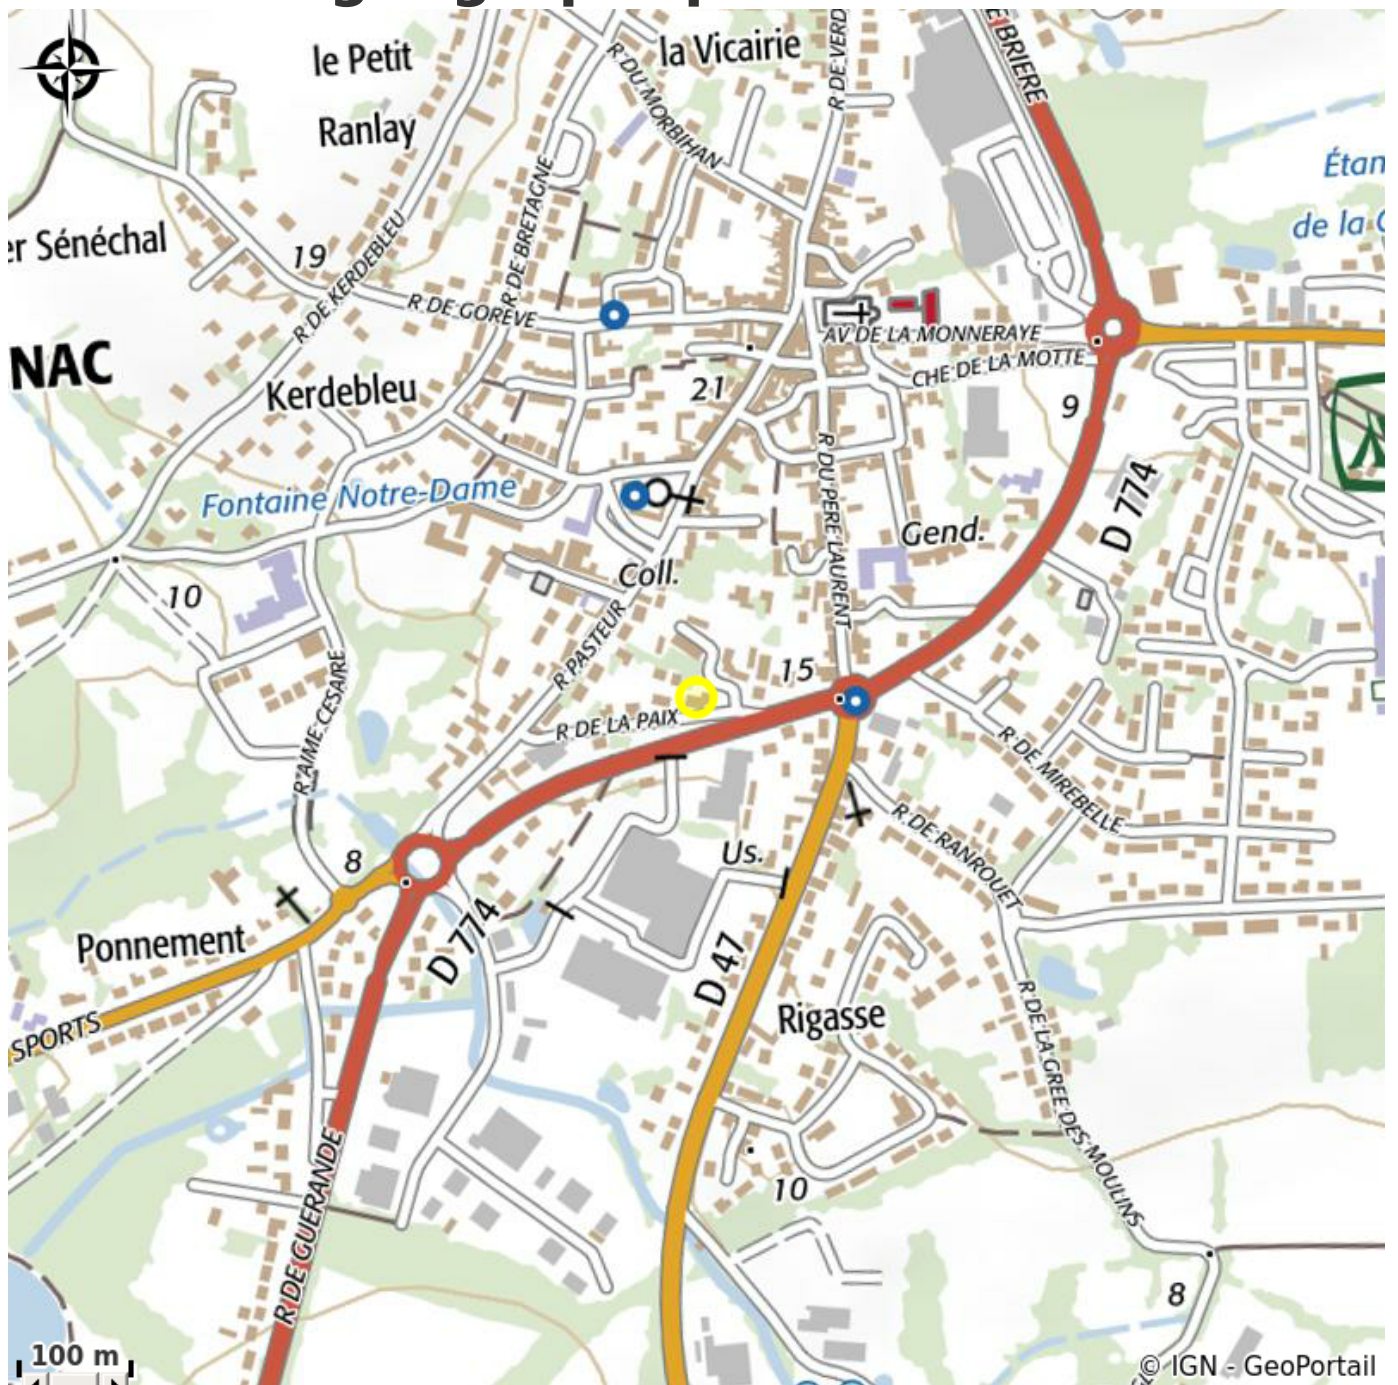 le Petit
Ranlay
la Vicairie
R DU MORBIHAN
R DE VERD
E BRIERE
Étan
de la C
er Sénéchal
19
R DE KERDEBLEU
R DE BRETAGNE
R DE GOREVE
AV DE LA MONNERAYE
CHE DE LA MOTTE
NAC
Kerdebleu
21
9
Fontaine Notre-Dame
R DU PERE LAURENT
D 774
Gend.
Coll.
10
R PASTEUR
R AIME CESAIRE
15
R DE LA PAIX
R DE MIREBELLE
R DE RANROUET
Us.
8
Ponnement
D 774
D 47
Rigasse
SPORTS
R DE LA GREE DES MOULINS
R DE GUERANDE
10
8
100 m
© IGN - GeoPortail